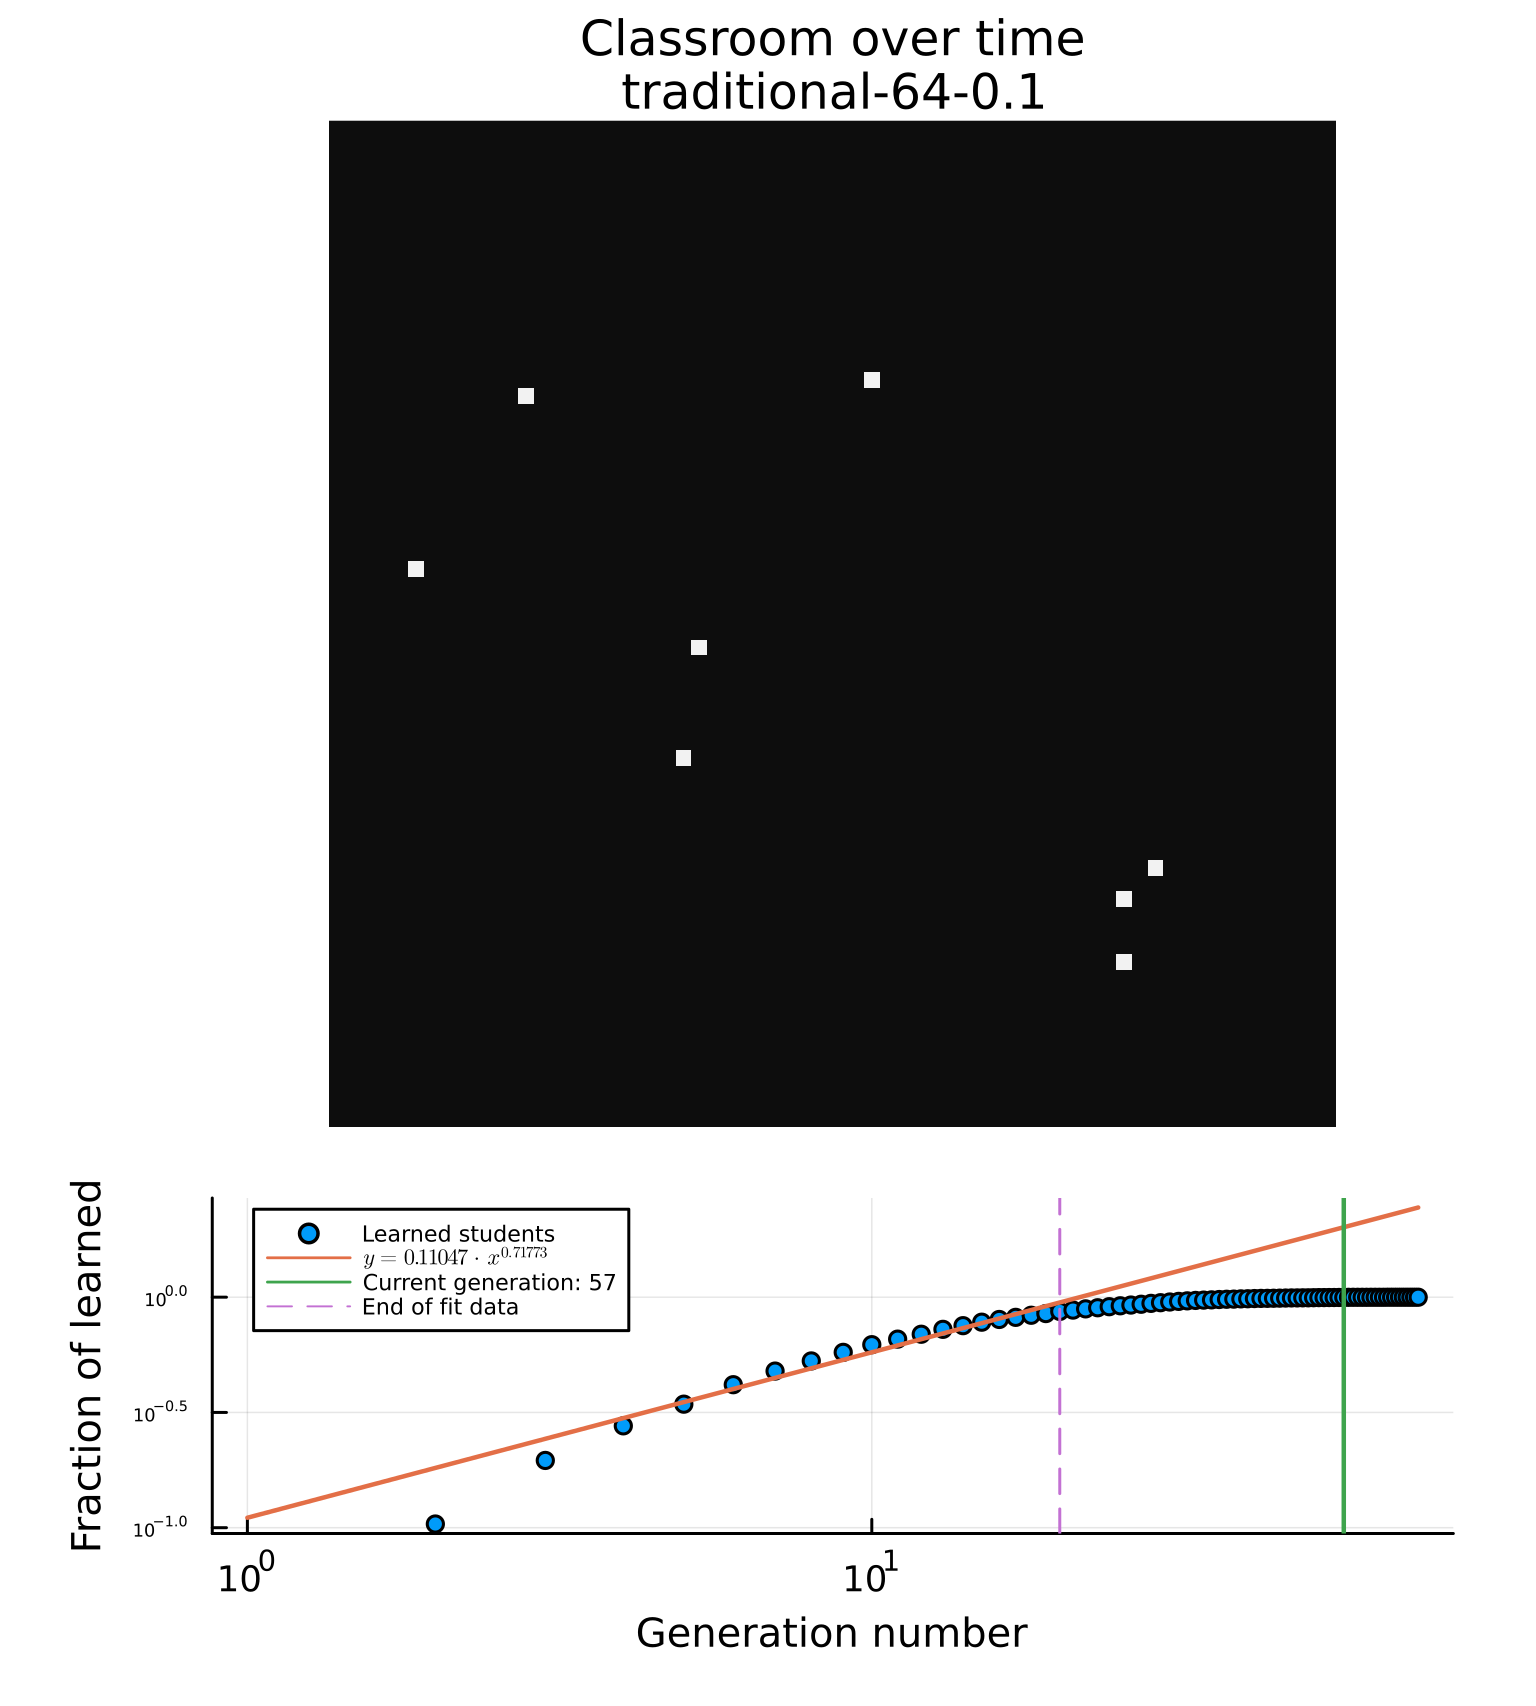 Classroom over time
traditional-64-0.1
Fraction of learned
Learned students
y = 0.11047 · x^0.71773
Current generation: 57
End of fit data
10^0.0
10^−0.5
10^−1.0
10^0 10^1
Generation number